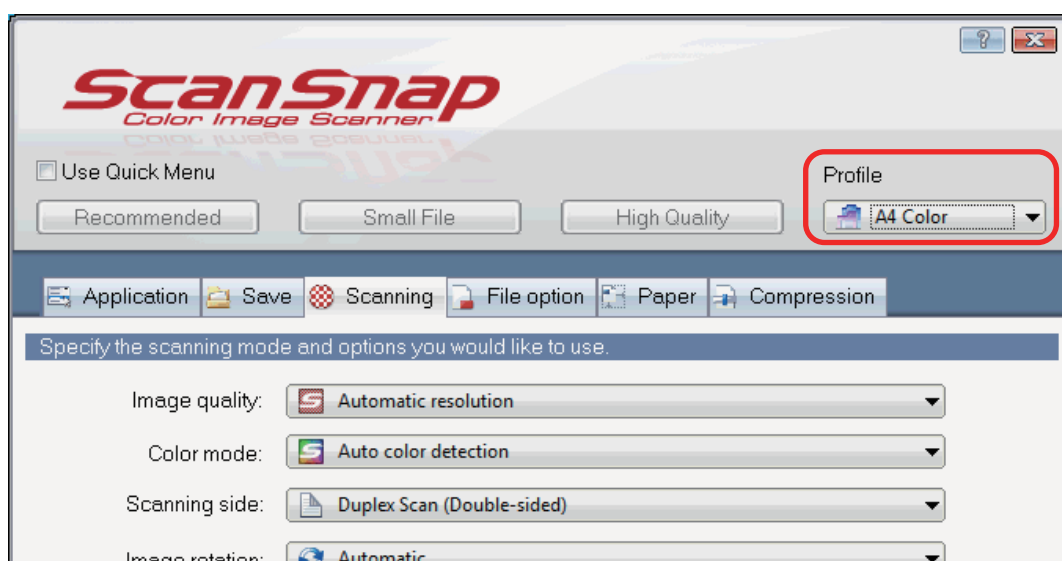 ScanSnap
Color Image Scanner
Use Quick Menu
Profile
Recommended
Small File
High Quality
A4 Color
Application
Save
Scanning
File option
Paper
Compression
Specify the scanning mode and options you would like to use.
Image quality:
Automatic resolution
Color mode:
Auto color detection
Scanning side:
Duplex Scan (Double-sided)
Image rotation:
Automatic